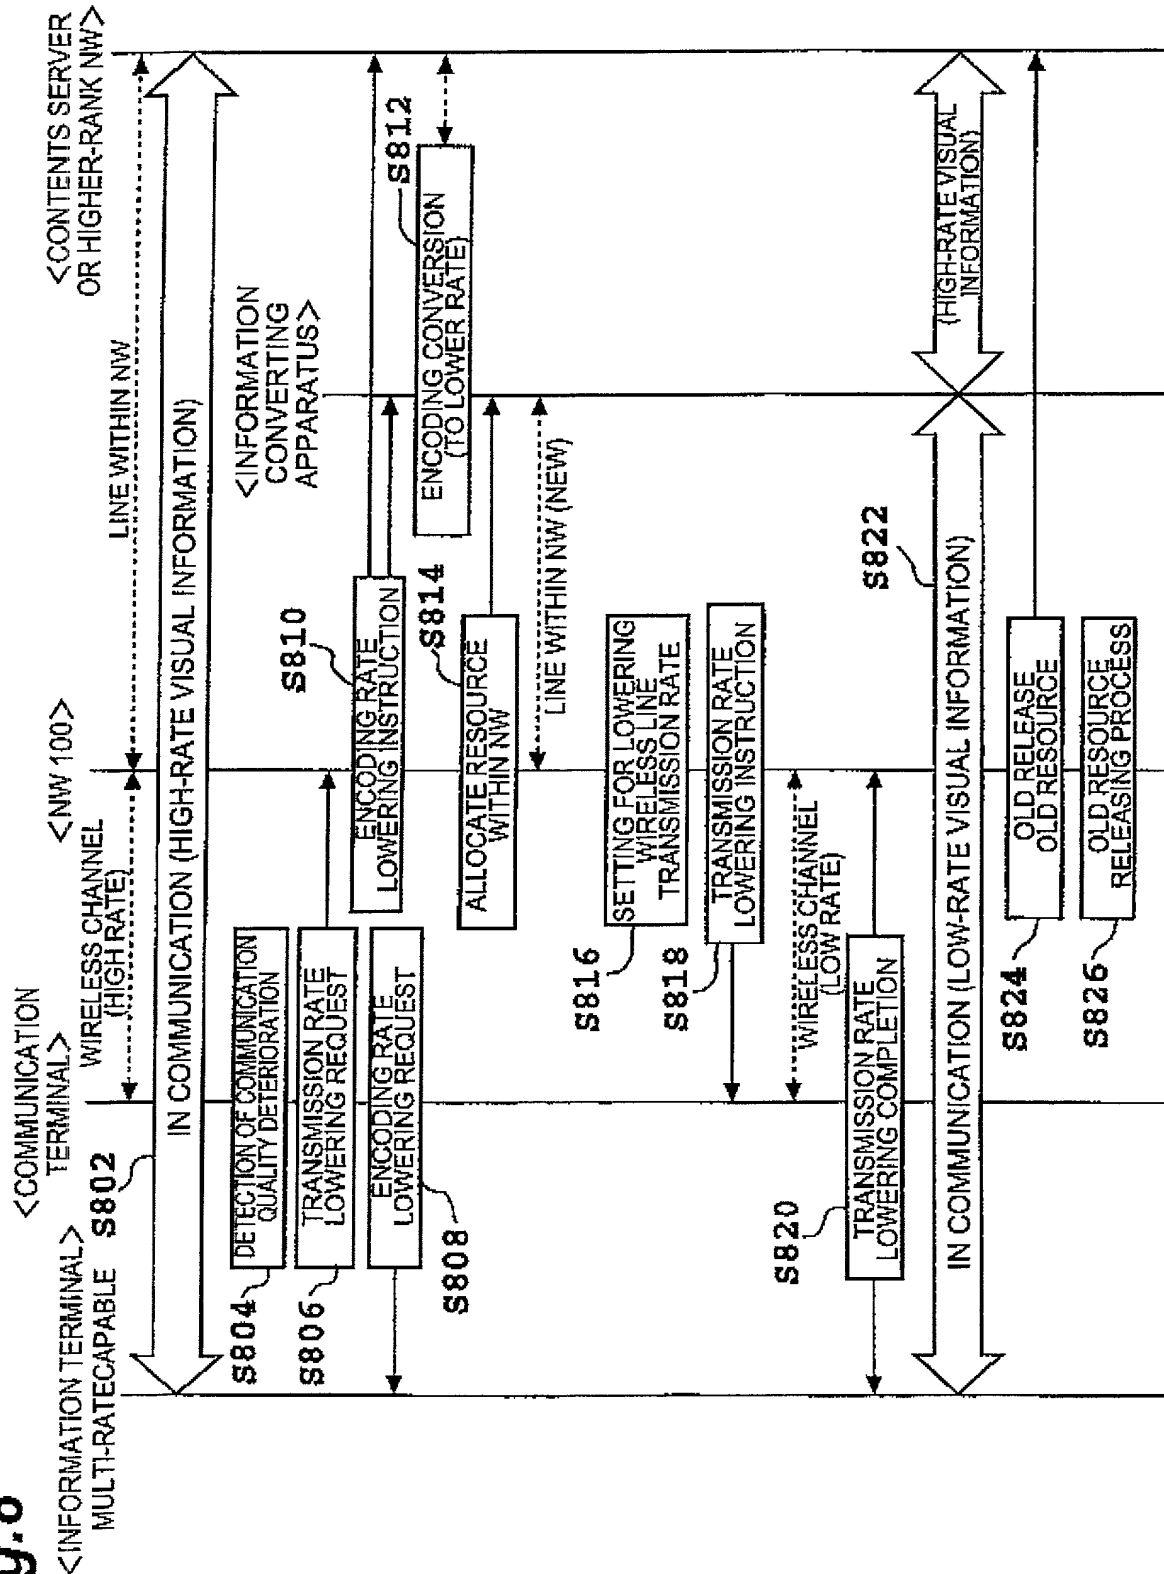 g.8
<INFORMATION TERMINAL>
MULTI-RATECAPABLE
<COMMUNICATION
TERMINAL>
<NW 100>
<INFORMATION
CONVERTING
APPARATUS>
<CONTENTS SERVER
OR HIGHER-RANK NW>
WIRELESS CHANNEL
(HIGH RATE)
LINE WITHIN NW
S802
IN COMMUNICATION (HIGH-RATE VISUAL INFORMATION)
S804
DETECTION OF COMMUNICATION
QUALITY DETERIORATION
S806
TRANSMISSION RATE
LOWERING REQUEST
S808
ENCODING RATE
LOWERING REQUEST
S810
ENCODING RATE
LOWERING INSTRUCTION
S812
ENCODING CONVERSION
(TO LOWER RATE)
S814
ALLOCATE RESOURCE
WITHIN NW
LINE WITHIN NW (NEW)
S816
SETTING FOR LOWERING
WIRELESS LINE
TRANSMISSION RATE
S818
TRANSMISSION RATE
LOWERING INSTRUCTION
WIRELESS CHANNEL
(LOW RATE)
S820
TRANSMISSION RATE
LOWERING COMPLETION
S822
IN COMMUNICATION (LOW-RATE VISUAL INFORMATION)
(HIGH-RATE VISUAL
INFORMATION)
S824
OLD RELEASE
OLD RESOURCE
S826
OLD RESOURCE
RELEASING PROCESS